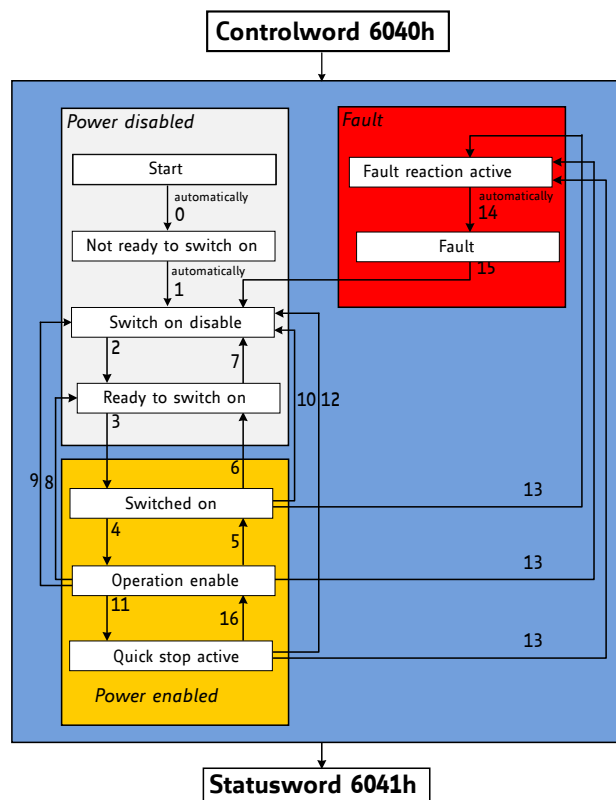 Controlword 6040h
Power disabled
Fault
Start
Fault reaction active
automatically
0
automatically
14
Not ready to switch on
Fault
automatically
1
15
Switch on disable
2
7
Ready to switch on
10
12
3
9
8
6
13
Switched on
4
5
13
Operation enable
11
16
13
Quick stop active
Power enabled
Statusword 6041h